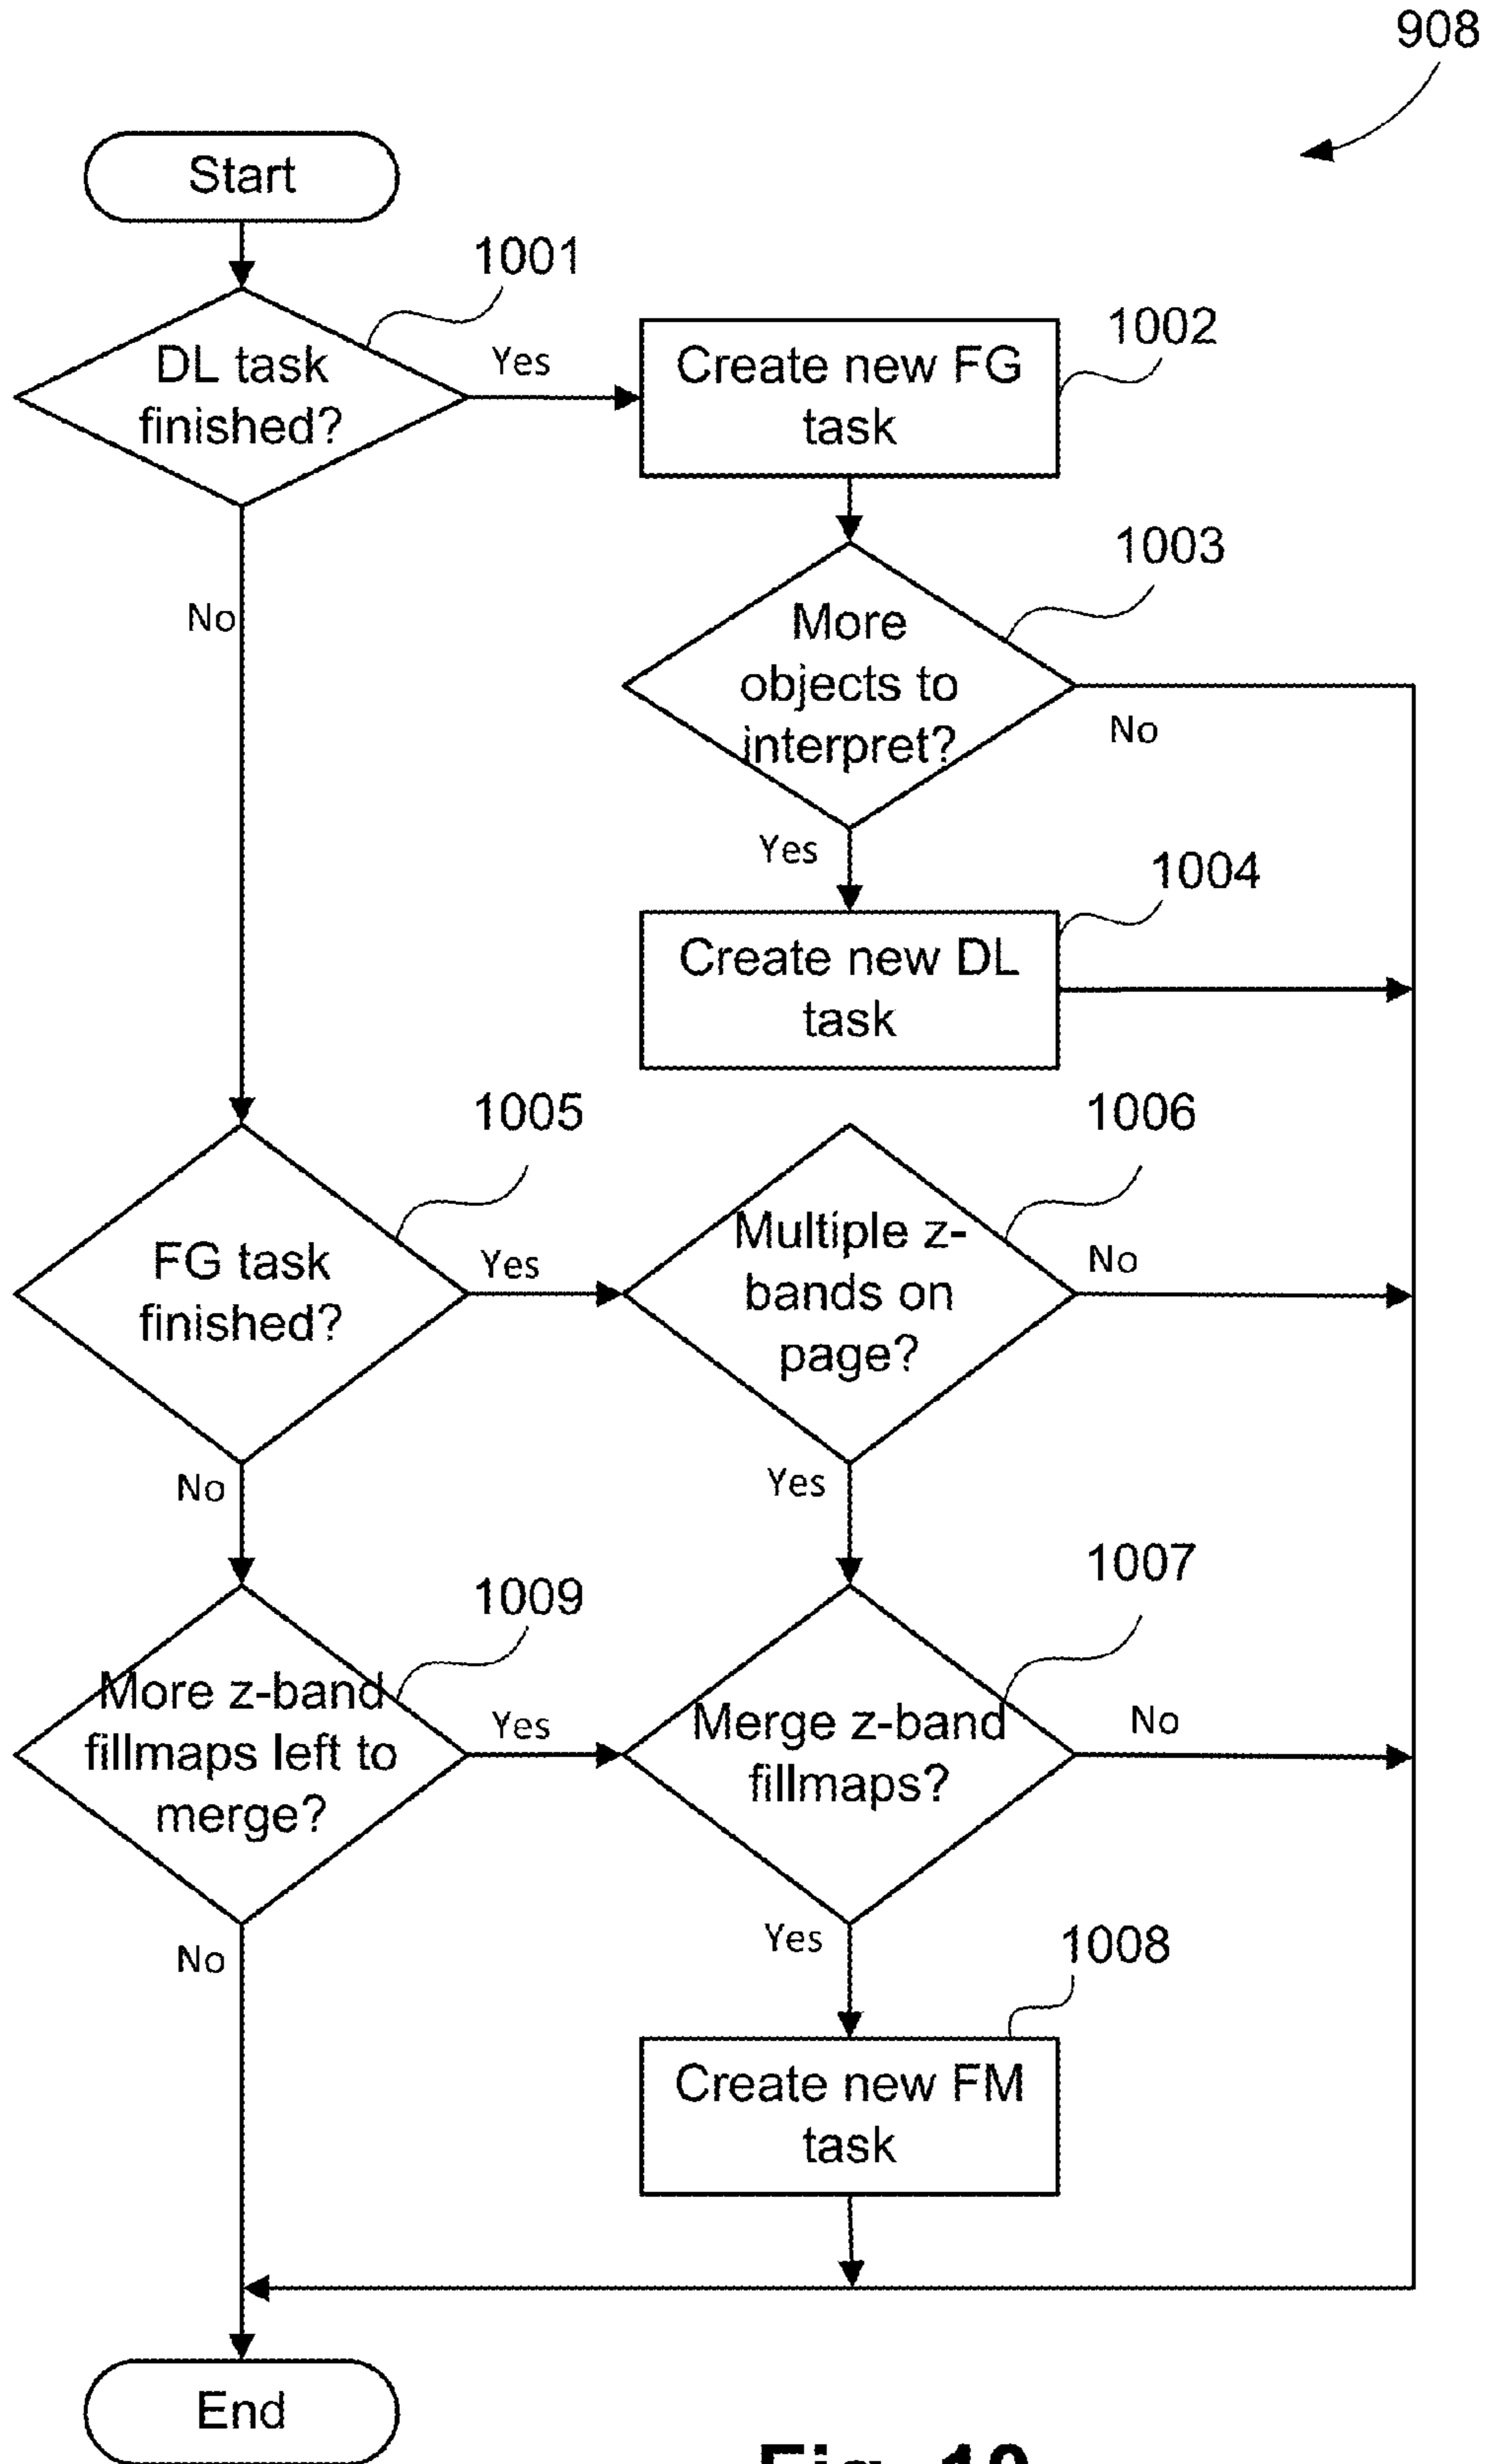 908
Start
1001
DL task
finished?
Yes
Create new FG
task
1002
No
More
objects to
interpret?
1003
No
Yes
Create new DL
task
1004
FG task
finished?
1005
Yes
Multiple z-
bands on
page?
1006
No
No
Yes
More z-band
fillmaps left to
merge?
1009
Yes
Merge z-band
fillmaps?
1007
No
No
Yes
Create new FM
task
1008
End
Fig. 10